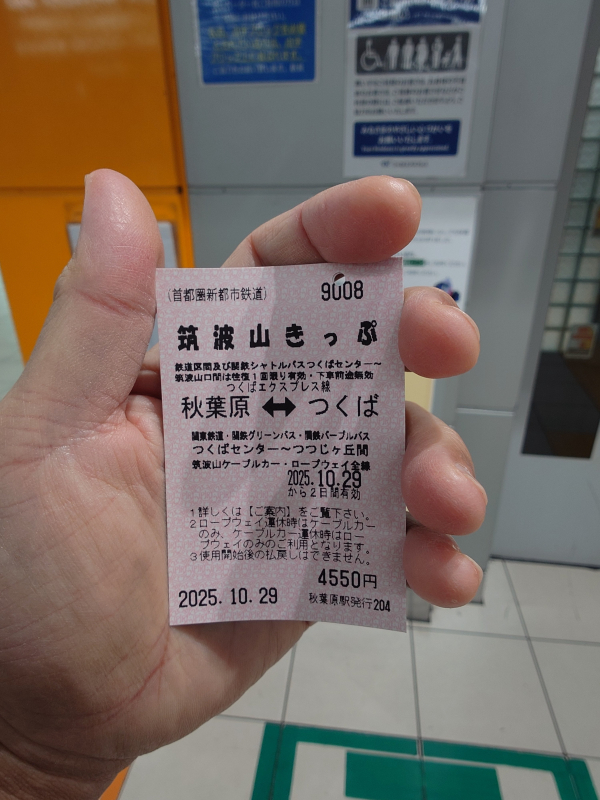 (首都圏新都市鉄道)
9008
筑波山きっぷ
鉄道区間及び関鉄シャトルバスつくばセンター〜
筑波山口間は往復1回限り有効・下車前途無効
つくばエクスプレス線
秋葉原 ↔ つくば
関東鉄道・関鉄グリーンバス・関鉄パープルバス
つくばセンター〜つつじヶ丘間
筑波山ケーブルカー・ロープウェイ全線
2025.10.29
から2日間有効
1 詳しくは【ご案内】をご覧下さい。
2 ロープウェイ運休時はケーブルカー
のみ、ケーブルカー運休時はロー
プウェイのみのご利用となります。
3 使用開始後の払戻しはできません。
4550円
2025.10.29
秋葉原駅発行204